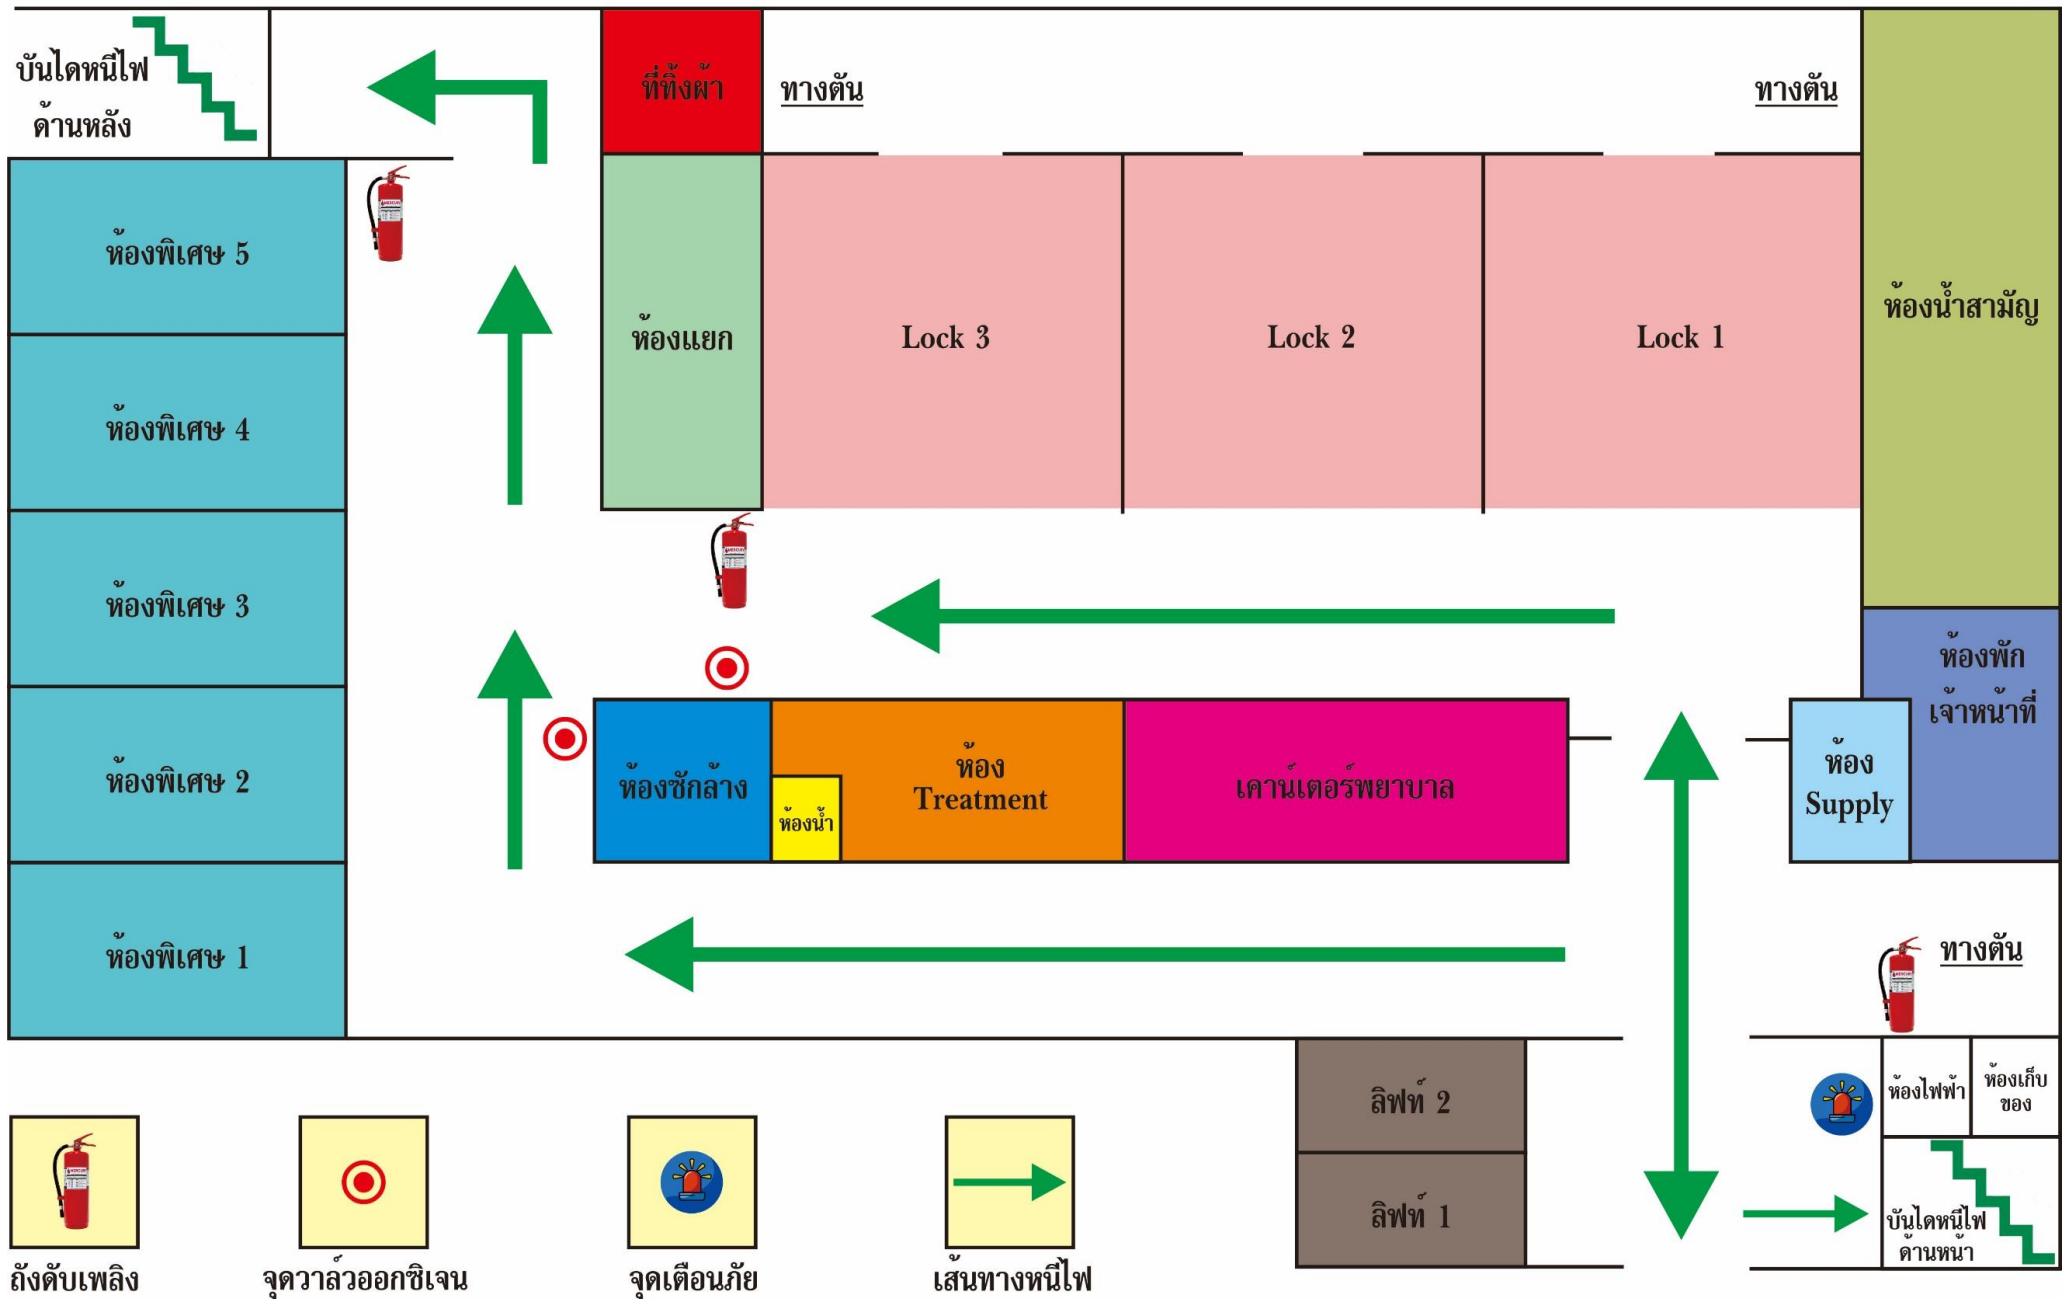 บันไดหนีไฟ
ด้านหลัง
ที่ทิ้งผ้า
ทางตัน
ทางตัน
ห้องพิเศษ 5
ห้องพิเศษ 4
ห้องพิเศษ 3
ห้องพิเศษ 2
ห้องพิเศษ 1
ห้องแยก
Lock 3
Lock 2
Lock 1
ห้องน้ำสามัญ
ห้องพัก
เจ้าหน้าที่
ห้องซักล้าง
ห้องน้ำ
ห้อง
Treatment
เคาน์เตอร์พยาบาล
ห้อง
Supply
ทางตัน
ลิฟท์ 2
ลิฟท์ 1
ห้องไฟฟ้า
ห้องเก็บ
ของ
บันไดหนีไฟ
ด้านหน้า
ถังดับเพลิง
จุดวาล์วออกซิเจน
จุดเตือนภัย
เส้นทางหนีไฟ